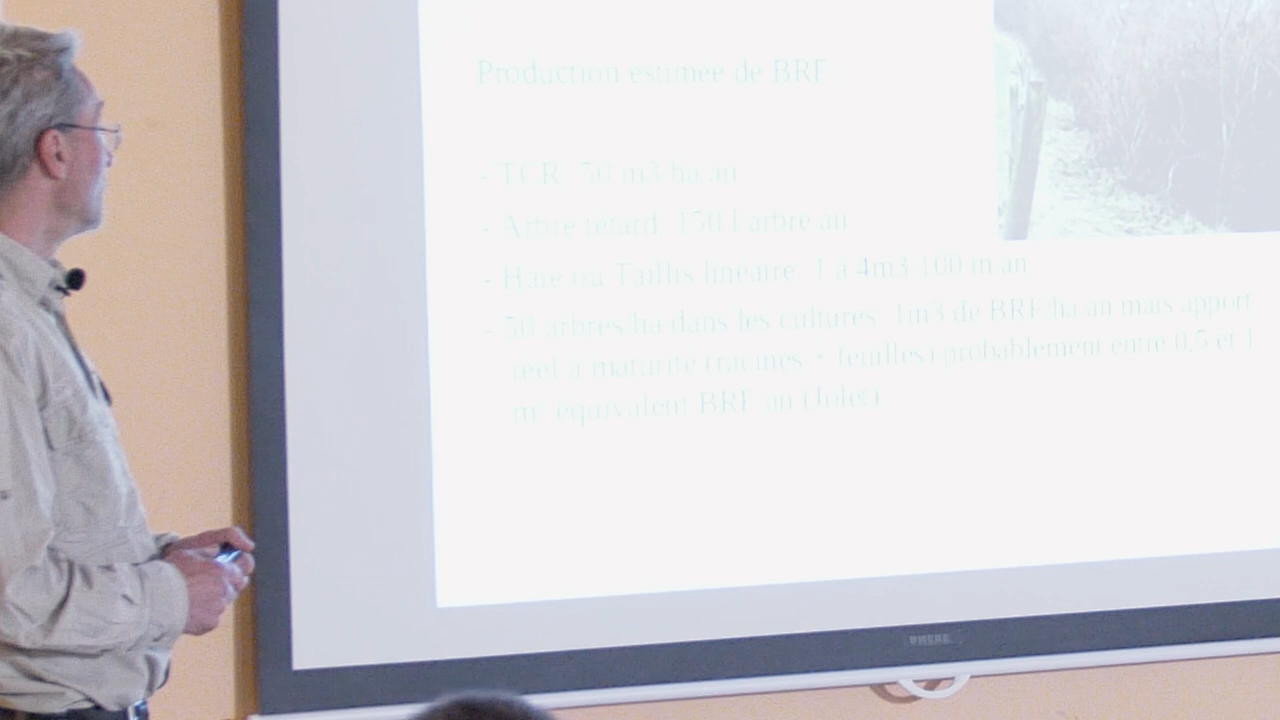 Production estimée de BRF
- TCR: 50 m3/ha/an
- Arbre têtard: 150 l/arbre/an
- Haie ou Taillis linéaire: 1 à 4m3/100 m/an
- 50 arbres/ha dans les cultures: 1m3 de BRF/ha/an mais apport
réel à maturité (racines + feuilles) probablement entre 0,5 et 1
équivalent BRF/an (Jolet)